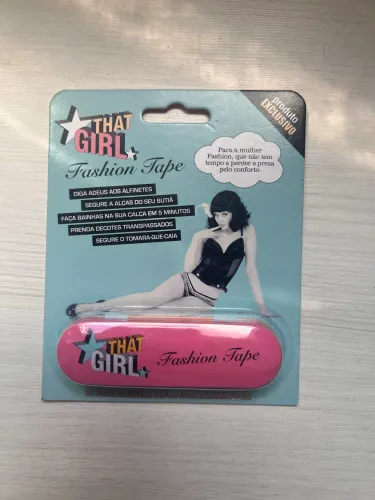 THAT
GIRL
Fashion Tape
produto
EXCLUSIVO
Para a mulher
Fashion, que não tem
tempo a perder e preza
pelo conforto.
DIGA ADEUS AOS ALFINETES
SEGURE A ALCAS DO SEU SUTIÃ
FAÇA BAINHAS NA SUA CALCA EM 5 MINUTOS
PRENDA DECOTES TRANSPASSADOS
SEGURE O TOMARA-QUE-CAIA
THAT
GIRL
Fashion Tape